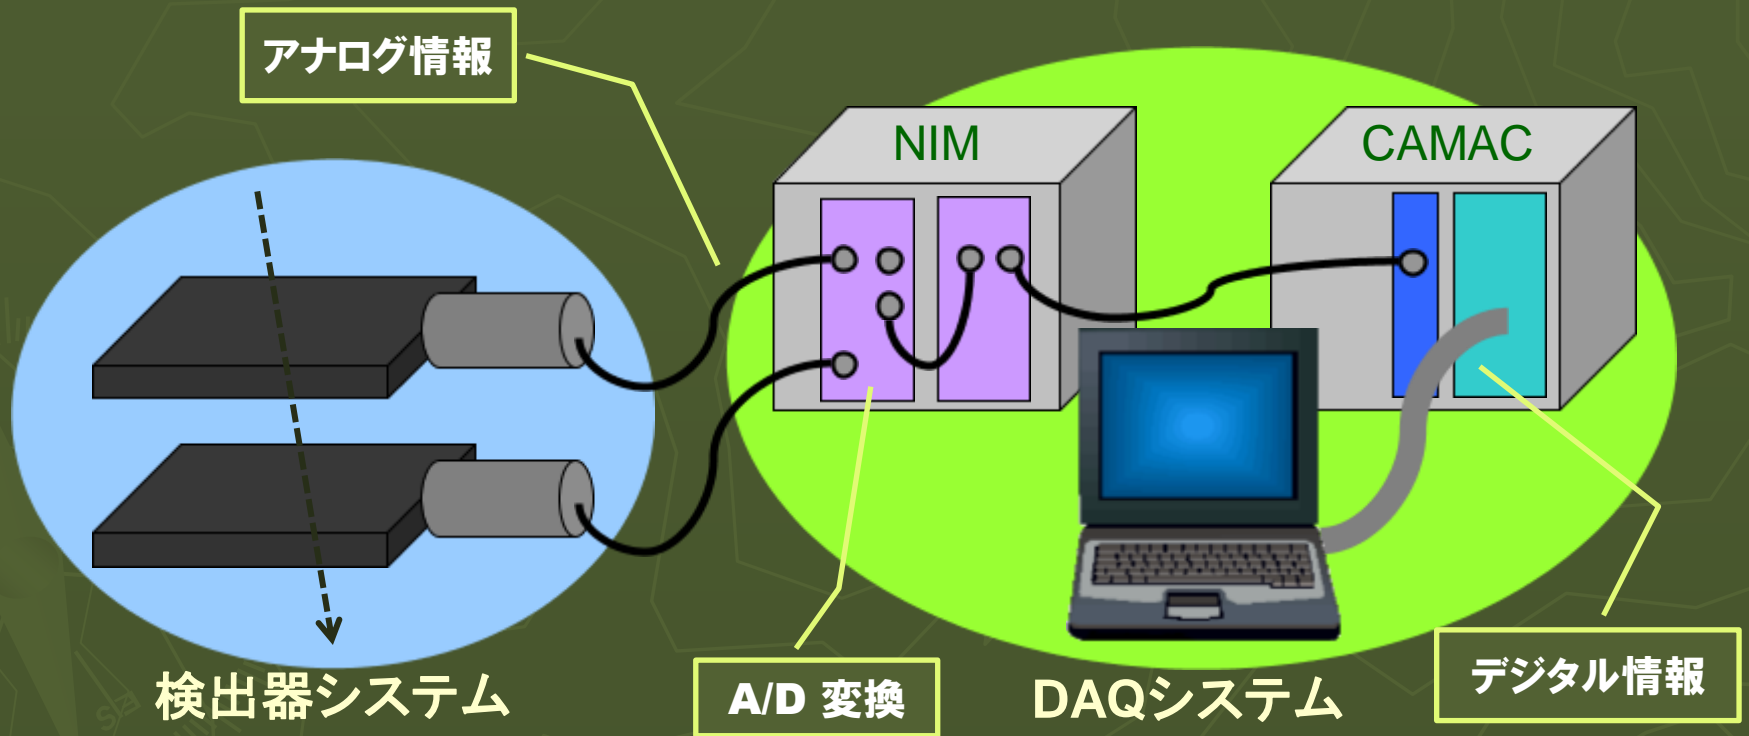 アナログ情報
NIM
CAMAC
検出器システム
A/D 変換
DAQシステム
デジタル情報